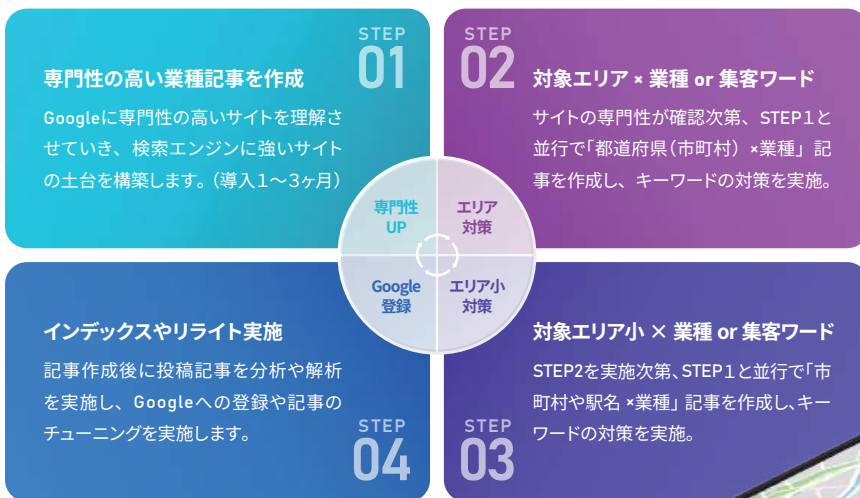 STEP
01
専門性の高い業種記事を作成
Googleに専門性の高いサイトを理解さ
せていき、検索エンジンに強いサイト
の土台を構築します。(導入1〜3ヶ月)
STEP
02
対象エリア × 業種 or 集客ワード
サイトの専門性が確認次第、STEP1と
並行で「都道府県(市町村) ×業種」記
事を作成し、キーワードの対策を実施。
専門性
UP
エリア
対策
Google
登録
エリア小
対策
インデックスやリライト実施
記事作成後に投稿記事を分析や解析
を実施し、Googleへの登録や記事の
チューニングを実施します。
STEP
04
対象エリア小 × 業種 or 集客ワード
STEP2を実施次第、STEP1と並行で「市
町村や駅名 ×業種」記事を作成し、キー
ワードの対策を実施。
STEP
03